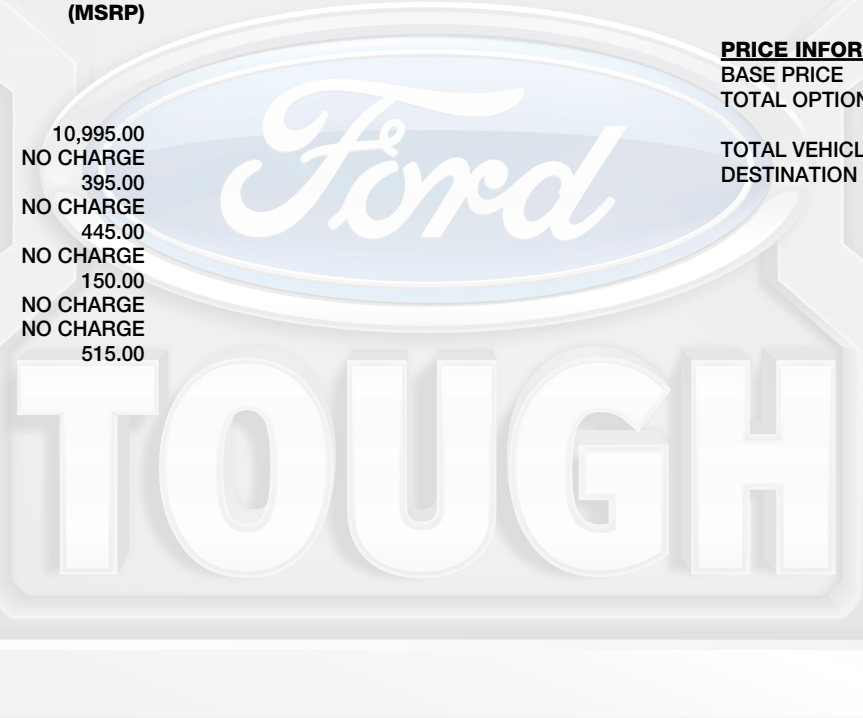 (MSRP)
10,995.00
NO CHARGE
395.00
NO CHARGE
445.00
NO CHARGE
150.00
NO CHARGE
NO CHARGE
515.00
PRICE INFOR
BASE PRICE
TOTAL OPTION
TOTAL VEHICL
DESTINATION
Ford
TOUGH